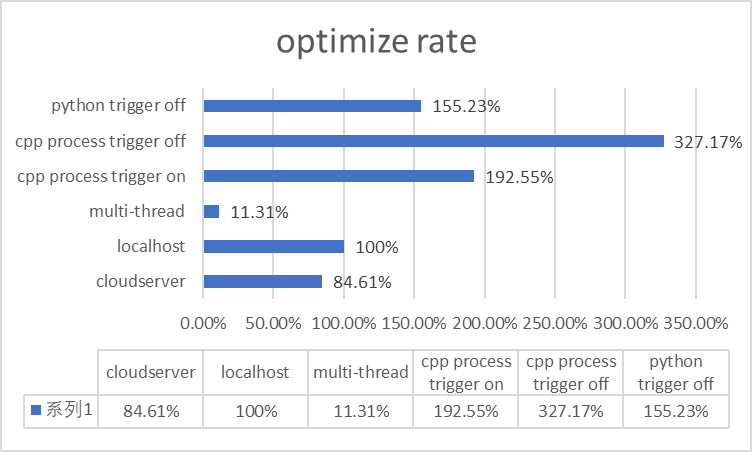 optimize rate
python trigger off
155.23%
cpp process trigger off
327.17%
cpp process trigger on
192.55%
multi-thread
11.31%
localhost
100%
cloudserver
84.61%
0.00% 50.00% 100.00% 150.00% 200.00% 250.00% 300.00% 350.00%
cloudserver localhost multi-thread cpp process trigger on cpp process trigger off python trigger off
系列1 84.61% 100% 11.31% 192.55% 327.17% 155.23%